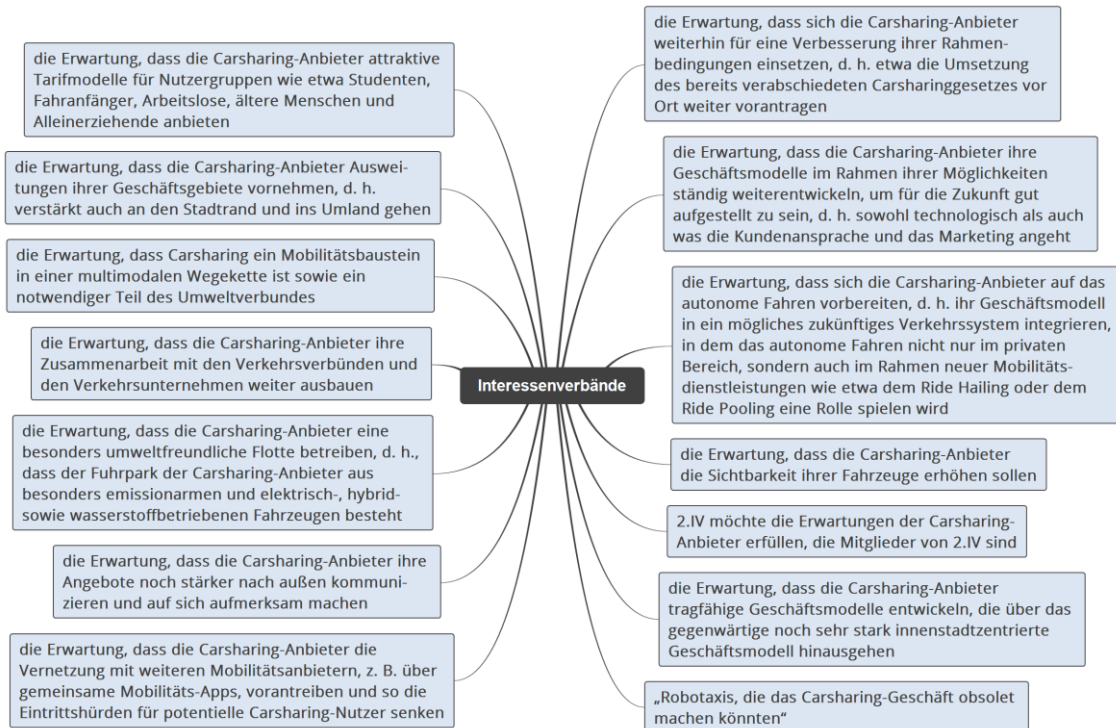 die Erwartung, dass die Carsharing-Anbieter attraktive
Tarifmodelle für Nutzergruppen wie etwa Studenten,
Fahranfänger, Arbeitslose, ältere Menschen und
Alleinerziehende anbieten
die Erwartung, dass die Carsharing-Anbieter Auswei-
tungen ihrer Geschäftsgebiete vornehmen, d. h.
verstärkt auch an den Stadtrand und ins Umland gehen
die Erwartung, dass Carsharing ein Mobilitätsbaustein
in einer multimodalen Wegekette ist sowie ein
notwendiger Teil des Umweltverbundes
die Erwartung, dass die Carsharing-Anbieter ihre
Zusammenarbeit mit den Verkehrsverbünden und
den Verkehrsunternehmen weiter ausbauen
die Erwartung, dass die Carsharing-Anbieter eine
besonders umweltfreundliche Flotte betreiben, d. h.,
dass der Fuhrpark der Carsharing-Anbieter aus
besonders emissionarmen und elektrisch-, hybrid-
sowie wasserstoffbetriebenen Fahrzeugen besteht
die Erwartung, dass die Carsharing-Anbieter ihre
Angebote noch stärker nach außen kommuni-
zieren und auf sich aufmerksam machen
die Erwartung, dass die Carsharing-Anbieter die
Vernetzung mit weiteren Mobilitätsanbietern, z. B. über
gemeinsame Mobilitäts-Apps, vorantreiben und so die
Eintrittshürden für potentielle Carsharing-Nutzer senken
Interessenverbände
die Erwartung, dass sich die Carsharing-Anbieter
weiterhin für eine Verbesserung ihrer Rahmen-
bedingungen einsetzen, d. h. etwa die Umsetzung
des bereits verabschiedeten Carsharinggesetzes vor
Ort weiter vorantragen
die Erwartung, dass die Carsharing-Anbieter ihre
Geschäftsmodelle im Rahmen ihrer Möglichkeiten
ständig weiterentwickeln, um für die Zukunft gut
aufgestellt zu sein, d. h. sowohl technologisch als auch
was die Kundenansprache und das Marketing angeht
die Erwartung, dass sich die Carsharing-Anbieter auf das
autonome Fahren vorbereiten, d. h. ihr Geschäftsmodell
in ein mögliches zukünftiges Verkehrssystem integrieren,
in dem das autonome Fahren nicht nur im privaten
Bereich, sondern auch im Rahmen neuer Mobilitäts-
dienstleistungen wie etwa dem Ride Hailing oder dem
Ride Pooling eine Rolle spielen wird
die Erwartung, dass die Carsharing-Anbieter
die Sichtbarkeit ihrer Fahrzeuge erhöhen sollen
2.IV möchte die Erwartungen der Carsharing-
Anbieter erfüllen, die Mitglieder von 2.IV sind
die Erwartung, dass die Carsharing-Anbieter
tragfähige Geschäftsmodelle entwickeln, die über das
gegenwärtige noch sehr stark innenstadtzentrierte
Geschäftsmodell hinausgehen
„Robotaxis, die das Carsharing-Geschäft obsolet
machen könnten“